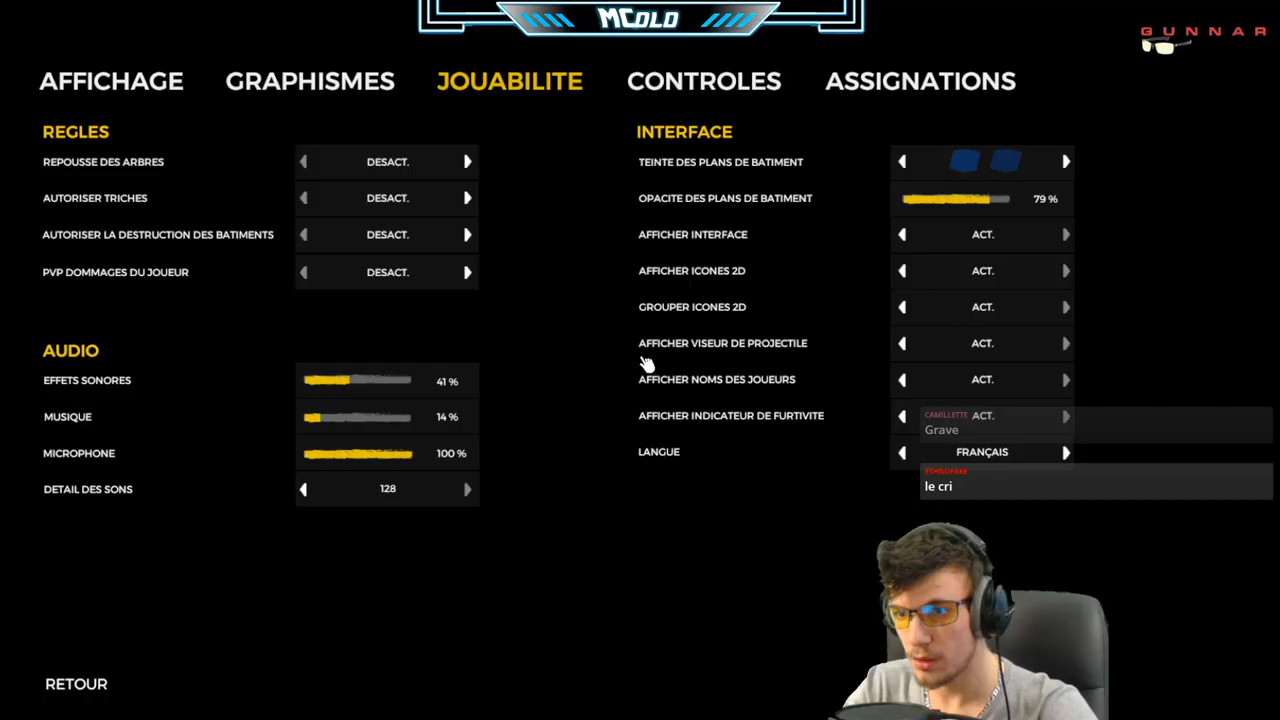 MCOLO
GUNNAR
AFFICHAGE GRAPHISMES JOUABILITE CONTROLES ASSIGNATIONS
REGLES
REPOUSSE DES ARBRES DESACT.
AUTORISER TRICHES DESACT.
AUTORISER LA DESTRUCTION DES BATIMENTS DESACT.
PVP DOMMAGES DU JOUEUR DESACT.
AUDIO
EFFETS SONORES 41 %
MUSIQUE 14 %
MICROPHONE 100 %
DETAIL DES SONS 128
INTERFACE
TEINTE DES PLANS DE BATIMENT
OPACITE DES PLANS DE BATIMENT 79 %
AFFICHER INTERFACE ACT.
AFFICHER ICONES 2D ACT.
GROUPER ICONES 2D ACT.
AFFICHER VISEUR DE PROJECTILE ACT.
AFFICHER NOMS DES JOUEURS ACT.
AFFICHER INDICATEUR DE FURTIVITE ACT.
LANGUE FRANÇAIS
CAMILLETTE
Grave
ETHNOFAKE
le cri
RETOUR